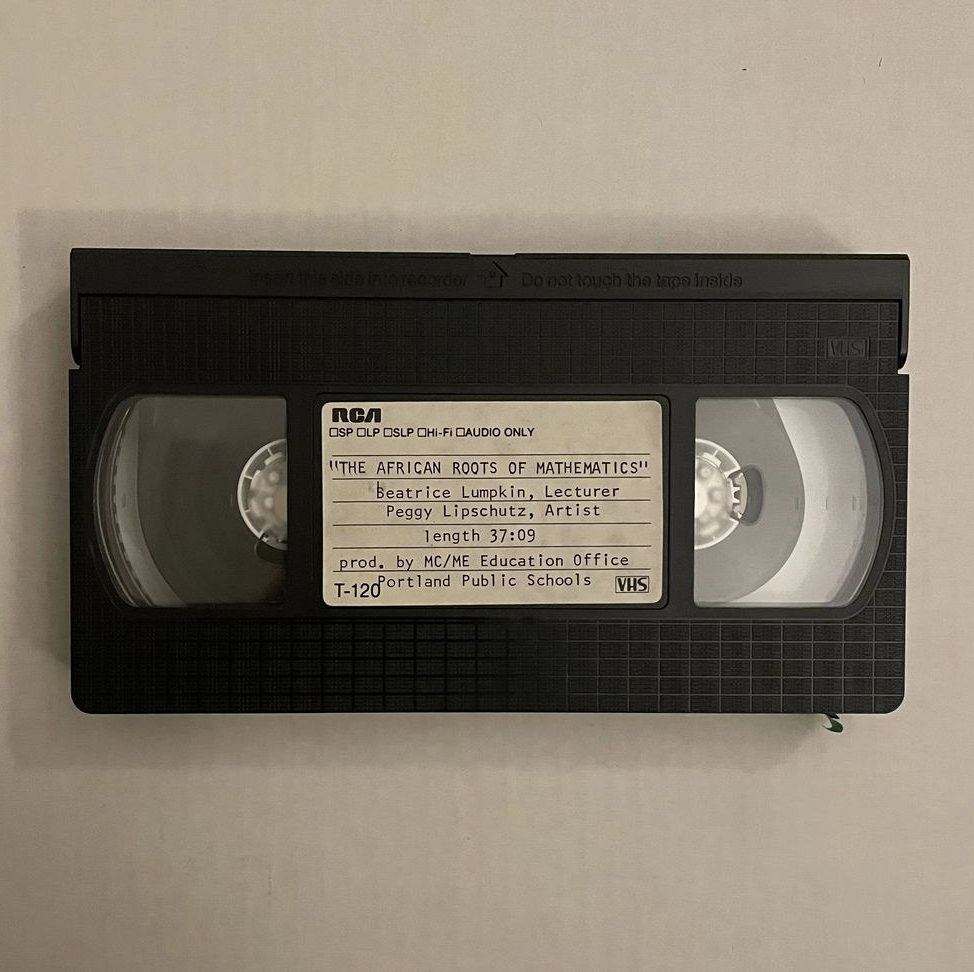 Insert this side into recorder Do not touch the tape inside
VHS
RCA
□SP □LP □SLP □Hi-Fi □AUDIO ONLY
"THE AFRICAN ROOTS OF MATHEMATICS"
Beatrice Lumpkin, Lecturer
Peggy Lipschutz, Artist
length 37:09
prod. by MC/ME Education Office
Portland Public Schools
T-120 VHS